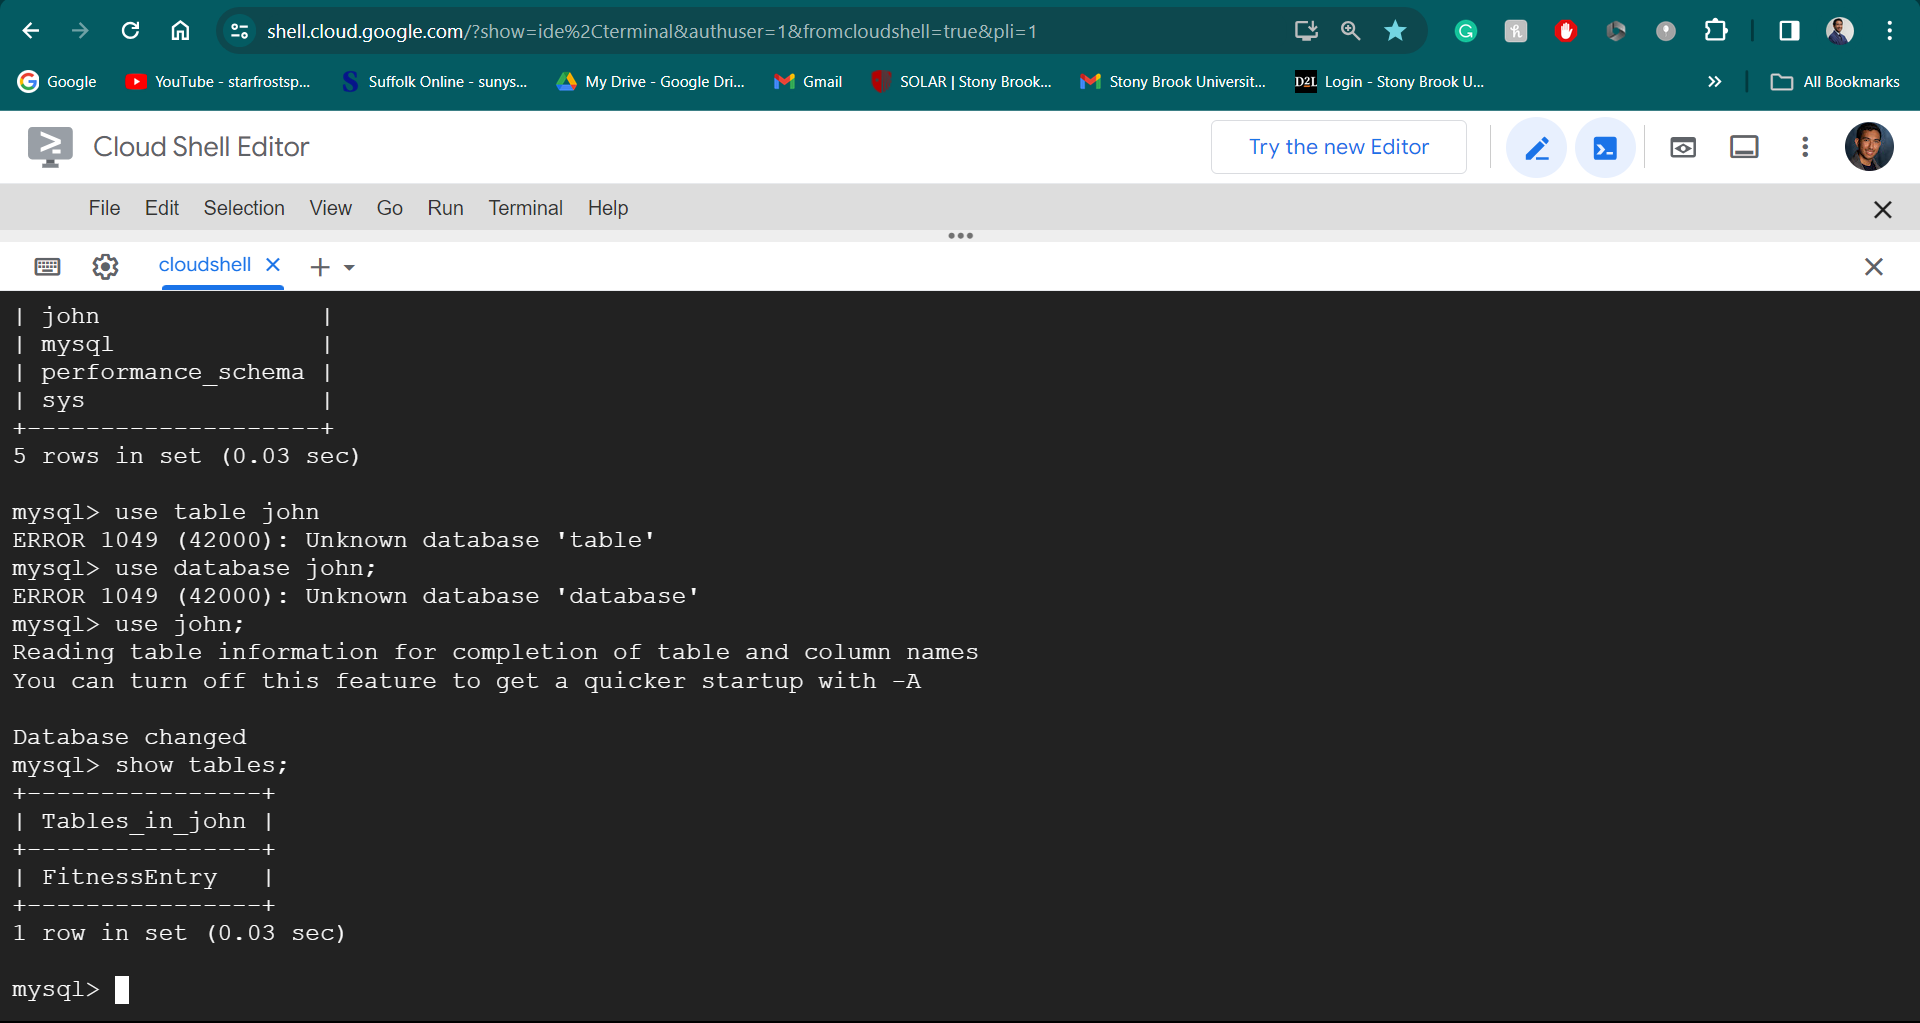 shell.cloud.google.com/?show=ide%2Cterminal&authuser=1&fromcloudshell=true&pli=1
Google YouTube - starfrostsp... Suffolk Online - sunys... My Drive - Google Dri... Gmail SOLAR | Stony Brook... Stony Brook Universit... D2L Login - Stony Brook U... » All Bookmarks
Cloud Shell Editor Try the new Editor
File Edit Selection View Go Run Terminal Help
cloudshell
| john               |
| mysql              |
| performance_schema |
| sys                |
+--------------------+
5 rows in set (0.03 sec)
mysql> use table john
ERROR 1049 (42000): Unknown database 'table'
mysql> use database john;
ERROR 1049 (42000): Unknown database 'database'
mysql> use john;
Reading table information for completion of table and column names
You can turn off this feature to get a quicker startup with -A
Database changed
mysql> show tables;
+----------------+
| Tables_in_john |
+----------------+
| FitnessEntry   |
+----------------+
1 row in set (0.03 sec)
mysql>